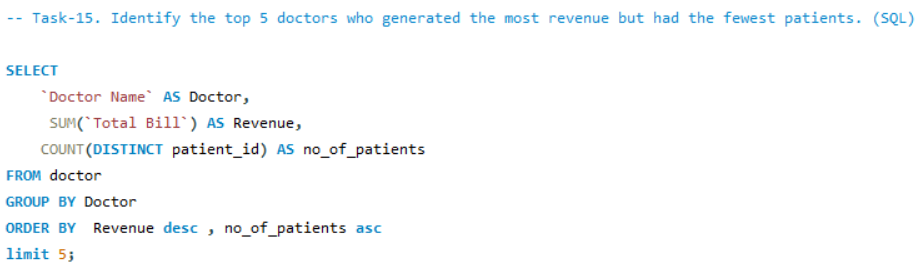 -- Task-15. Identify the top 5 doctors who generated the most revenue but had the fewest patients. (SQL)
SELECT
`Doctor Name` AS Doctor,
SUM(`Total Bill`) AS Revenue,
COUNT(DISTINCT patient_id) AS no_of_patients
FROM doctor
GROUP BY Doctor
ORDER BY  Revenue desc , no_of_patients asc
limit 5;